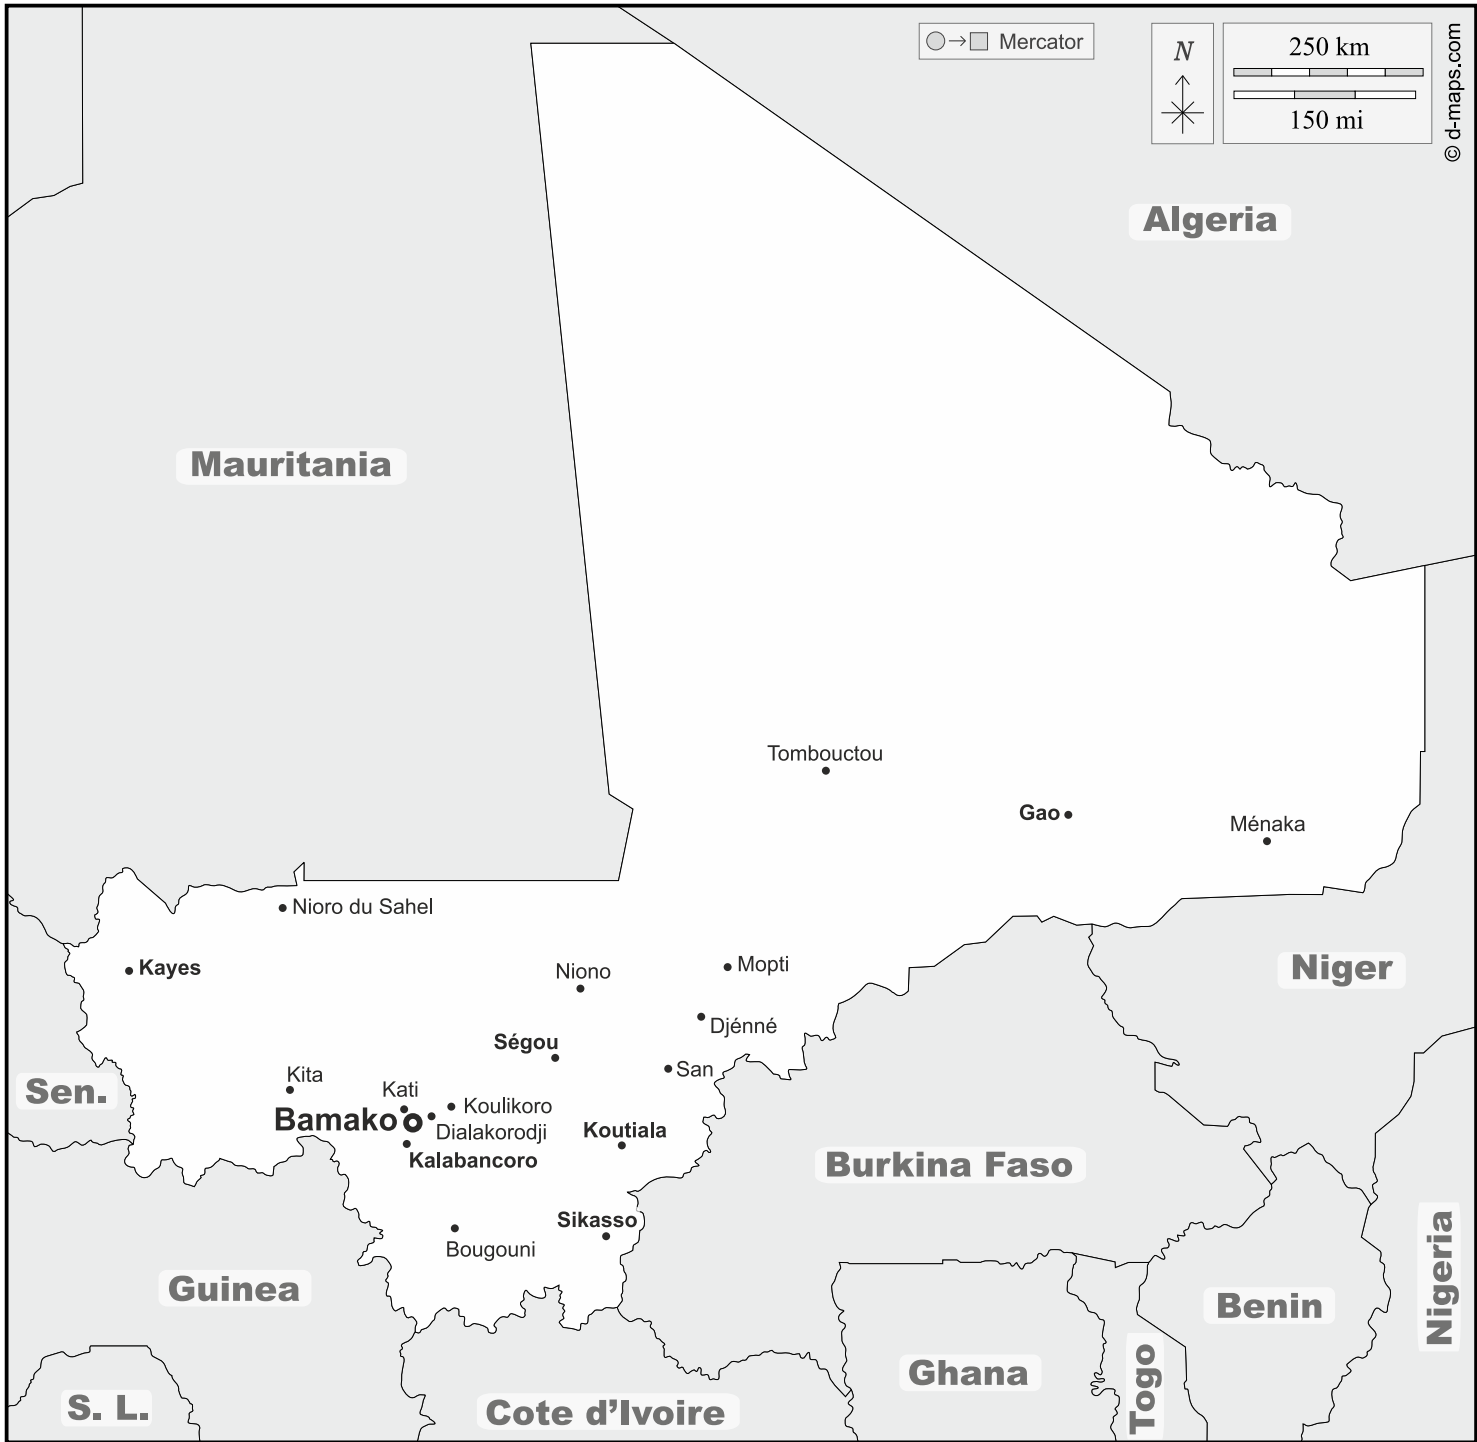 Mercator
N
250 km
150 mi
© d-maps.com
Algeria
Mauritania
Tombouctou
Gao
Ménaka
Nioro du Sahel
Kayes
Niono
Mopti
Niger
Djénné
Ségou
San
Kita
Sen.
Kati
Koulikoro
Bamako
Dialakorodji
Koutiala
Kalabancoro
Burkina Faso
Sikasso
Bougouni
Guinea
Nigeria
Benin
Ghana
Togo
S. L.
Cote d’Ivoire